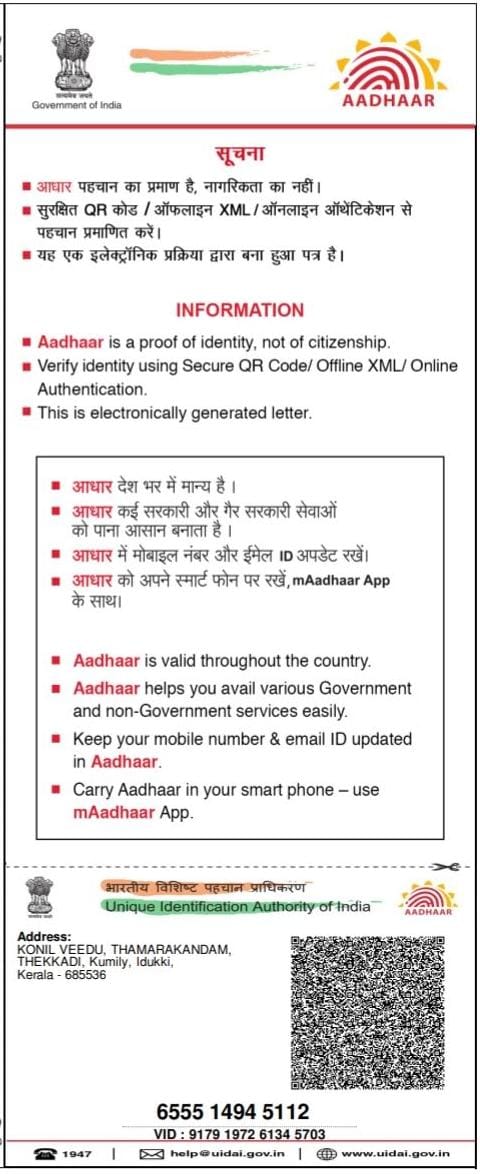 सत्यमेव जयते
Government of India
AADHAAR
सूचना
आधार पहचान का प्रमाण है, नागरिकता का नहीं।
सुरक्षित QR कोड / ऑफलाइन XML / ऑनलाइन ऑथेंटिकेशन से
पहचान प्रमाणित करें।
यह एक इलेक्ट्रॉनिक प्रक्रिया द्वारा बना हुआ पत्र है।
INFORMATION
Aadhaar is a proof of identity, not of citizenship.
Verify identity using Secure QR Code/ Offline XML/ Online
Authentication.
This is electronically generated letter.
आधार देश भर में मान्य है।
आधार कई सरकारी और गैर सरकारी सेवाओं
को पाना आसान बनाता है।
आधार में मोबाइल नंबर और ईमेल ID अपडेट रखें।
आधार को अपने स्मार्ट फोन पर रखें, mAadhaar App
के साथ।
Aadhaar is valid throughout the country.
Aadhaar helps you avail various Government
and non-Government services easily.
Keep your mobile number & email ID updated
in Aadhaar.
Carry Aadhaar in your smart phone – use
mAadhaar App.
भारतीय विशिष्ट पहचान प्राधिकरण
Unique Identification Authority of India
AADHAAR
Address:
KONIL VEEDU, THAMARAKANDAM,
THEKKADI, Kumily, Idukki,
Kerala - 685536
6555 1494 5112
VID : 9179 1972 6134 5703
1947 | help@uidai.gov.in | www.uidai.gov.in